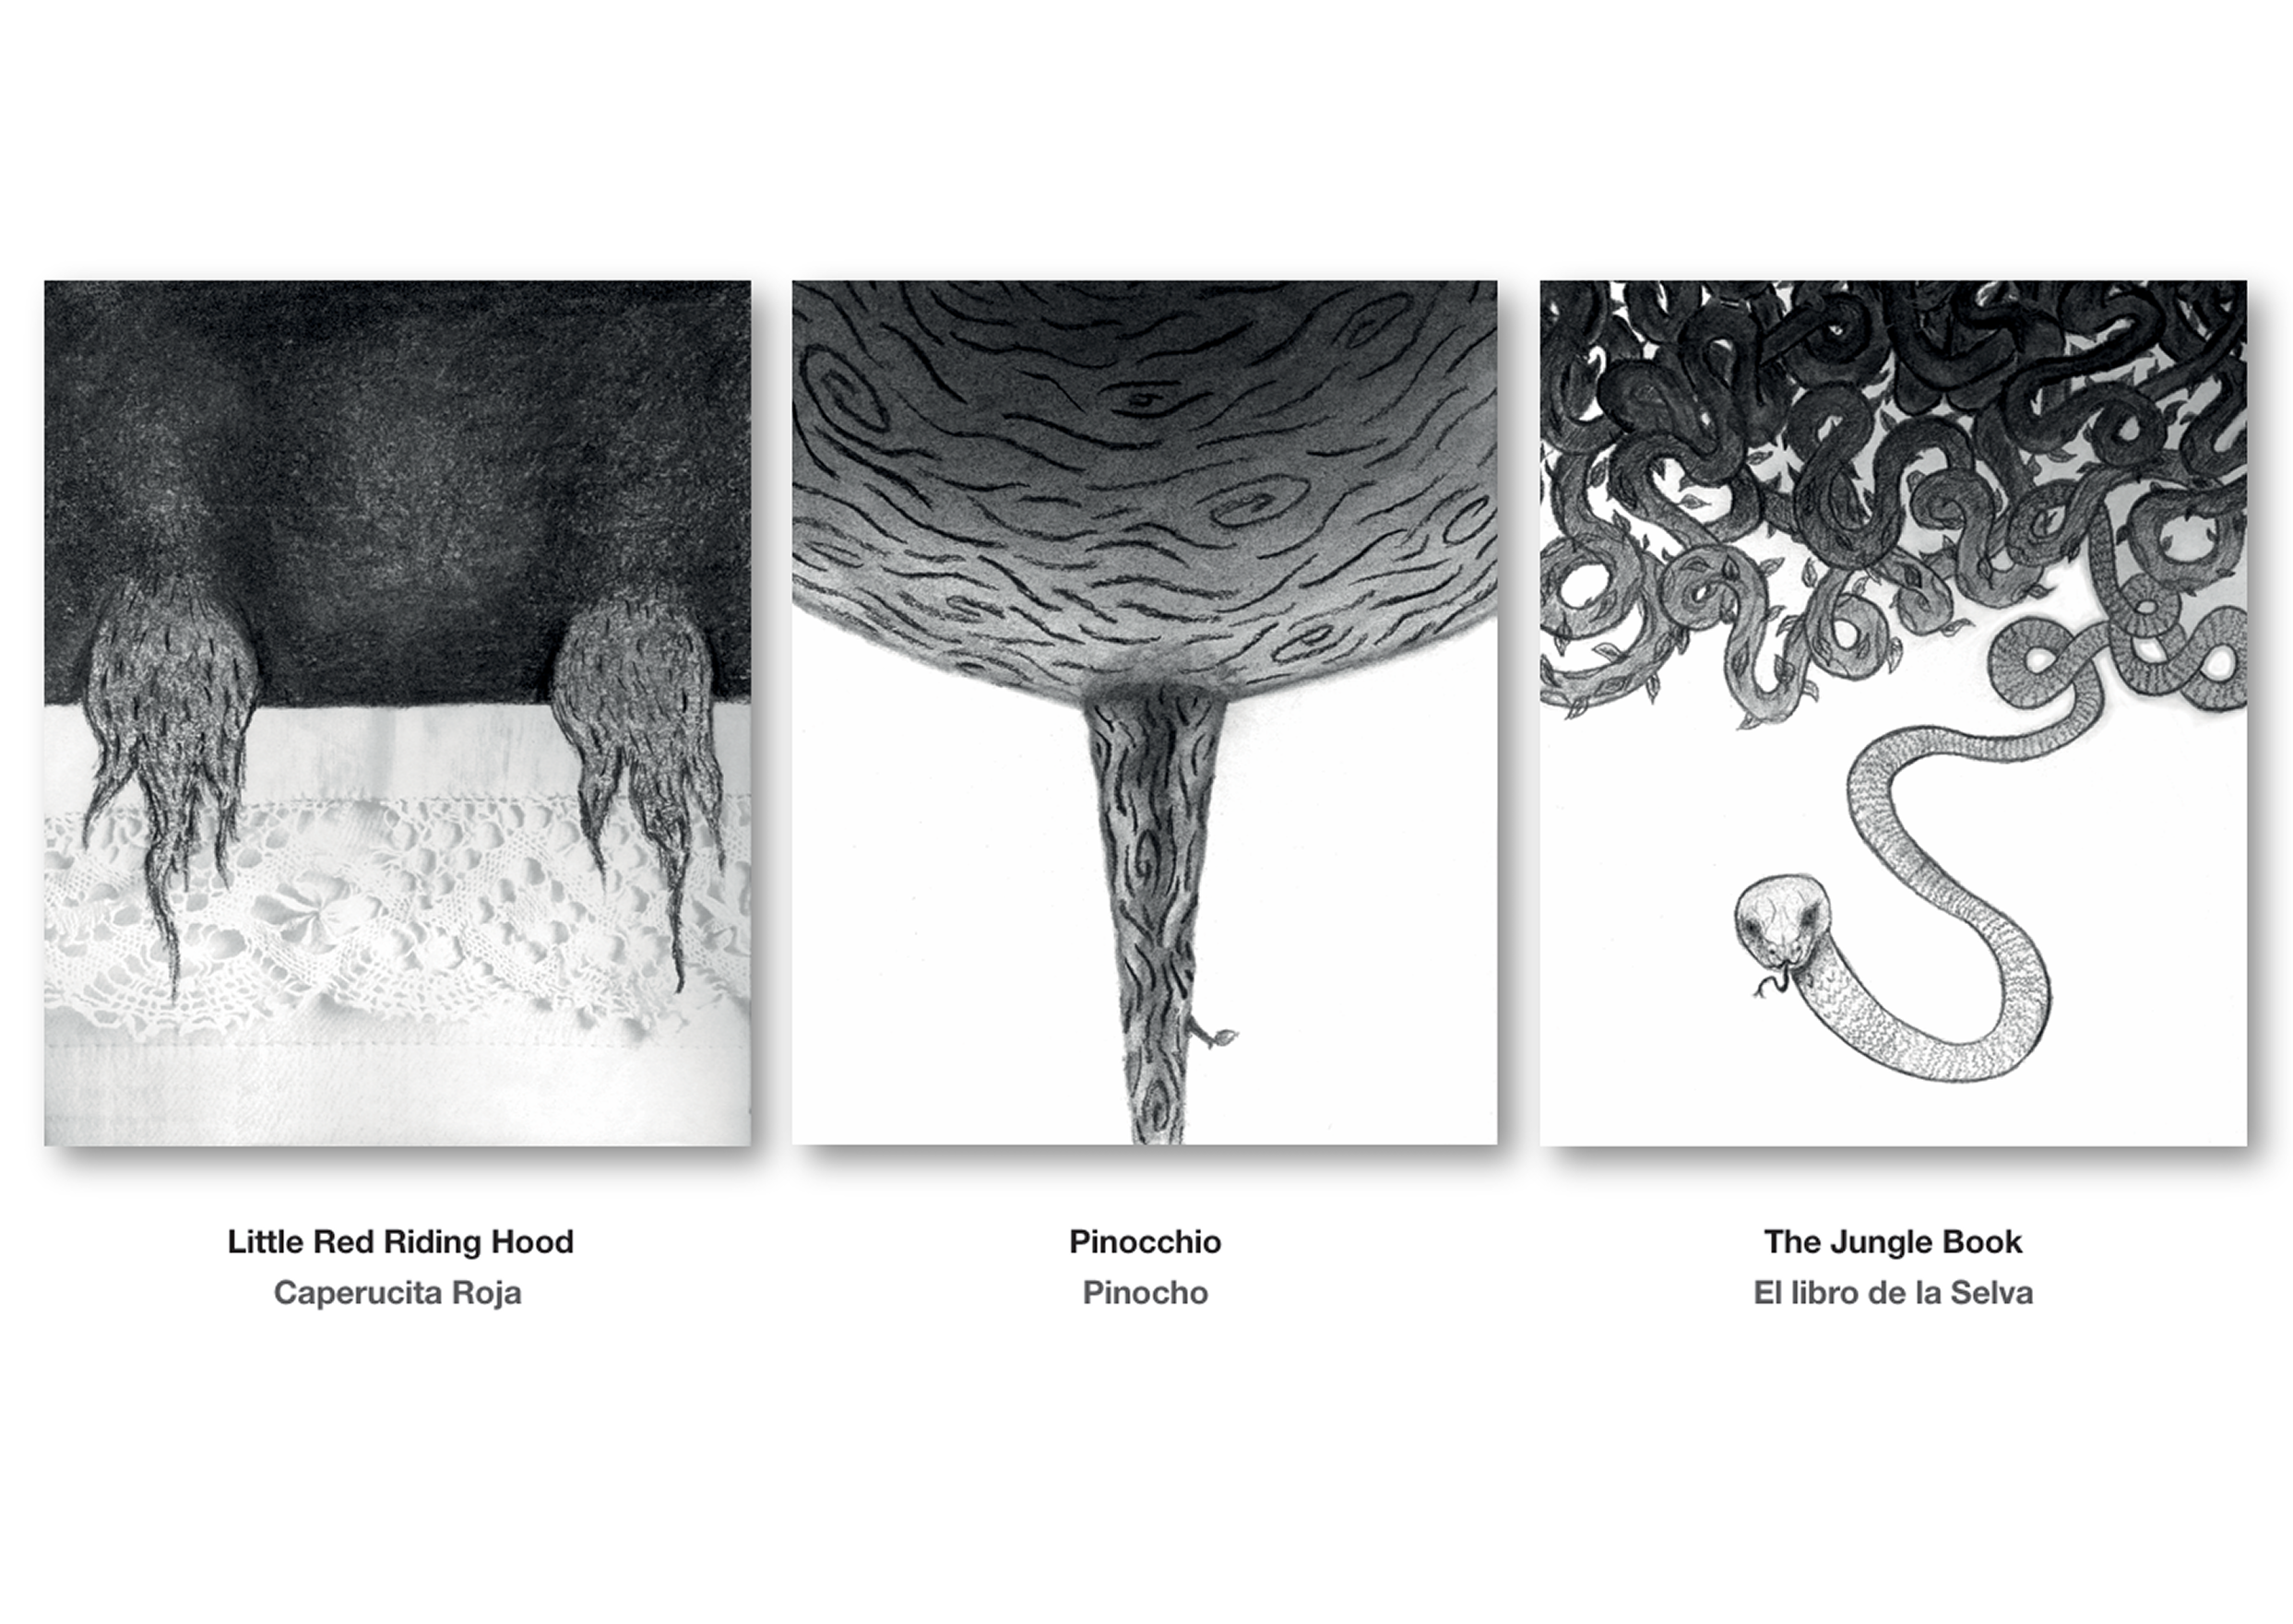 Little Red Riding Hood
Caperucita Roja
Pinocchio
Pinocho
The Jungle Book
El libro de la Selva